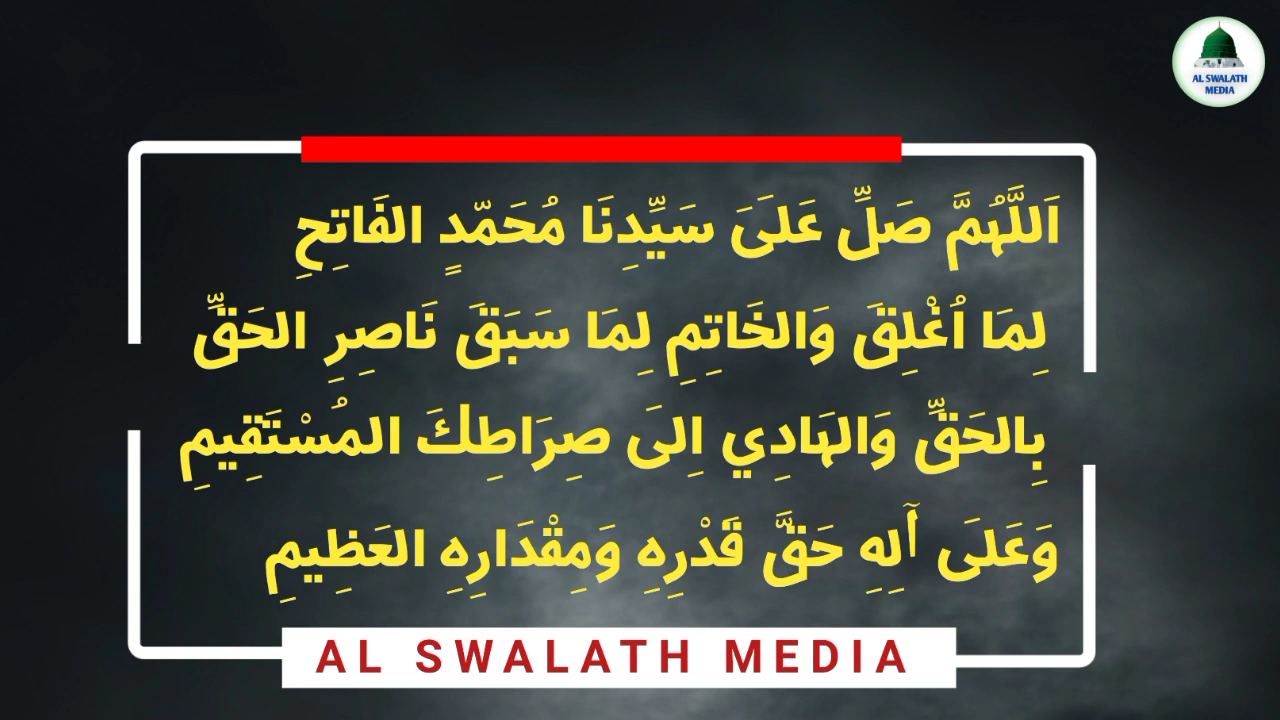 AL SWALATH
MEDIA
اَللَّهُمَّ صَلِّ عَلَىَ سَيِّدِنَا مُحَمّدٍ الفَاتِحِ
لِمَا اُغْلِقَ وَالخَاتِمِ لِمَا سَبَقَ نَاصِرِ الحَقِّ
بِالحَقِّ وَالهَادِي اِلىَ صِرَاطِكَ المُسْتَقِيمِ
وَعَلىَ آَلِهِ حَقَّ قَدْرِهِ وَمِقْدَارِهِ العَظِيمِ
AL SWALATH MEDIA